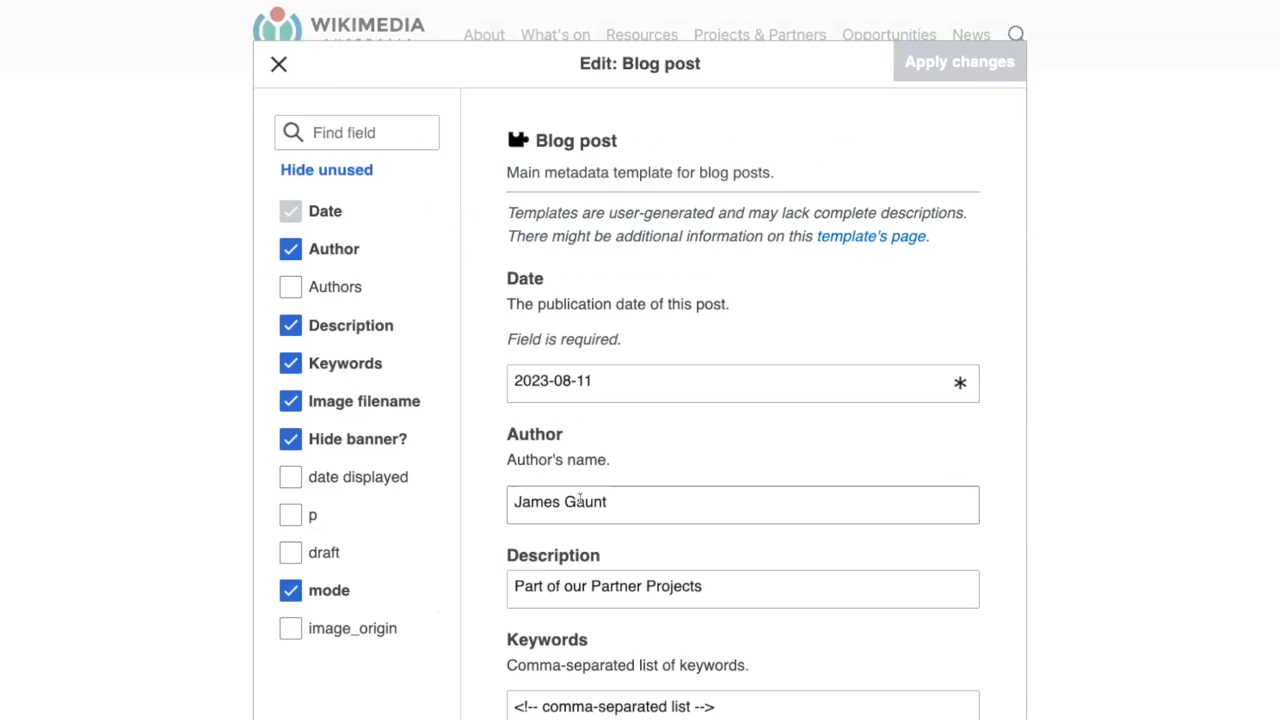 WIKIMEDIA
About What's on Resources Projects & Partners Opportunities News
Edit: Blog post
Apply changes
Find field
Hide unused
Date
Author
Authors
Description
Keywords
Image filename
Hide banner?
date displayed
p
draft
mode
image_origin
Blog post
Main metadata template for blog posts.
Templates are user-generated and may lack complete descriptions.
There might be additional information on this template's page.
Date
The publication date of this post.
Field is required.
2023-08-11 *
Author
Author's name.
James Gaunt
Description
Part of our Partner Projects
Keywords
Comma-separated list of keywords.
<!-- comma-separated list -->